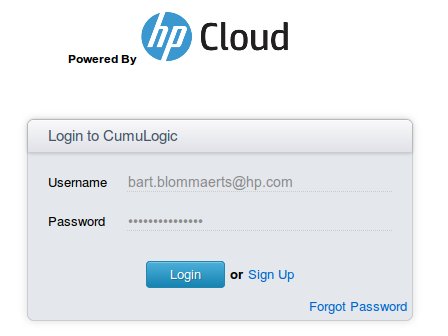 Powered By hp Cloud
Login to CumuLogic
Username bart.blommaerts@hp.com
Password •••••••••••••••
Login or Sign Up
Forgot Password